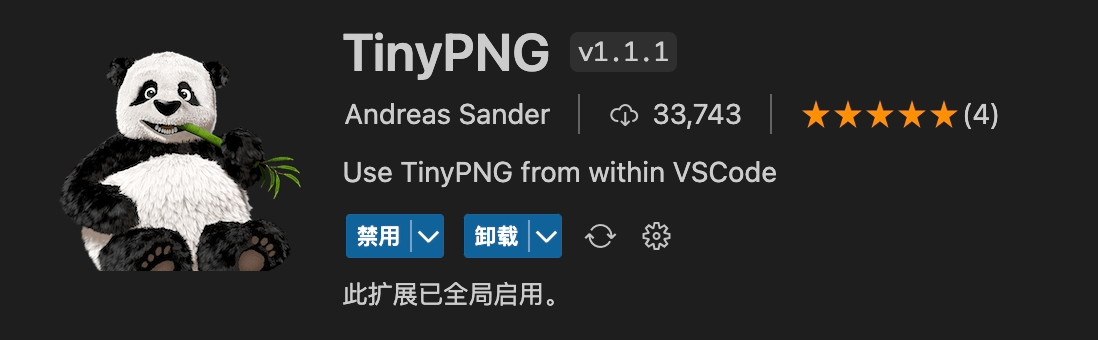 TinyPNG v1.1.1
Andreas Sander 33,743 (4)
Use TinyPNG from within VSCode
禁用 卸载
此扩展已全局启用。